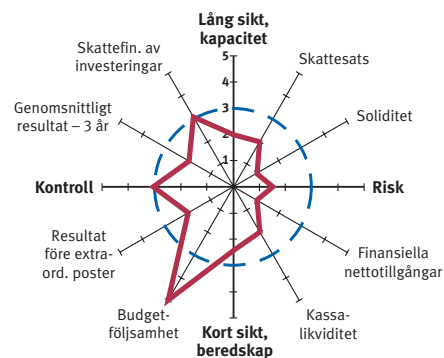 Lång sikt,
kapacitet
Skattefin. av
investeringar
Skattesats
Genomsnittligt
resultat – 3 år
Soliditet
5
4
3
2
1
Kontroll
Risk
Resultat
före extra-
ord. poster
Finansiella
nettotillgångar
Budget-
följsamhet
Kassa-
likviditet
Kort sikt,
beredskap